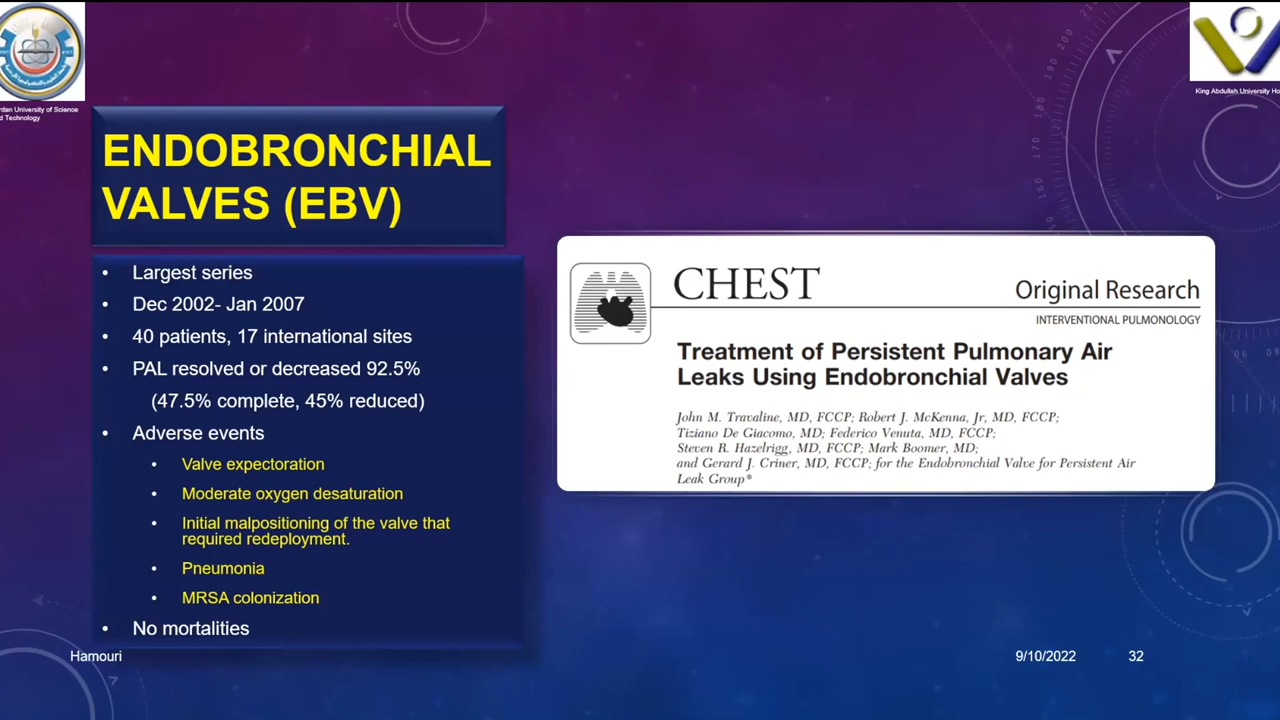 rdan University of Science
d Technology
King Abdullah University Ho
ENDOBRONCHIAL
VALVES (EBV)
• Largest series
• Dec 2002- Jan 2007
• 40 patients, 17 international sites
• PAL resolved or decreased 92.5%
(47.5% complete, 45% reduced)
• Adverse events
• Valve expectoration
• Moderate oxygen desaturation
• Initial malpositioning of the valve that
required redeployment.
• Pneumonia
• MRSA colonization
• No mortalities
CHEST
Original Research
INTERVENTIONAL PULMONOLOGY
Treatment of Persistent Pulmonary Air
Leaks Using Endobronchial Valves
John M. Travaline, MD, FCCP; Robert J. McKenna, Jr, MD, FCCP;
Tiziano De Giacomo, MD; Federico Venuta, MD, FCCP;
Steven R. Hazelrigg, MD, FCCP; Mark Boomer, MD;
and Gerard J. Criner, MD, FCCP; for the Endobronchial Valve for Persistent Air
Leak Group*
Hamouri
9/10/2022
32